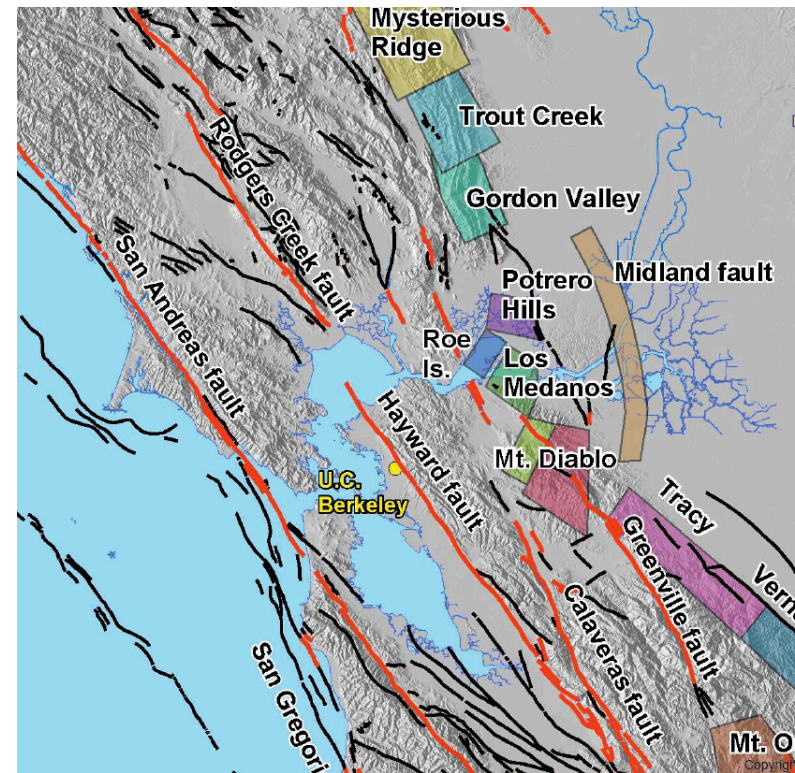 Mysterious
Ridge
Trout Creek
Rodgers Creek fault
Gordon Valley
San Andreas fault
Potrero
Hills
Midland fault
Roe
Is.
Los
Medanos
Hayward fault
Mt. Diablo
U.C.
Berkeley
Tracy
Greenville fault
Vern
Calaveras fault
San Gregori
Mt. O
Copyright